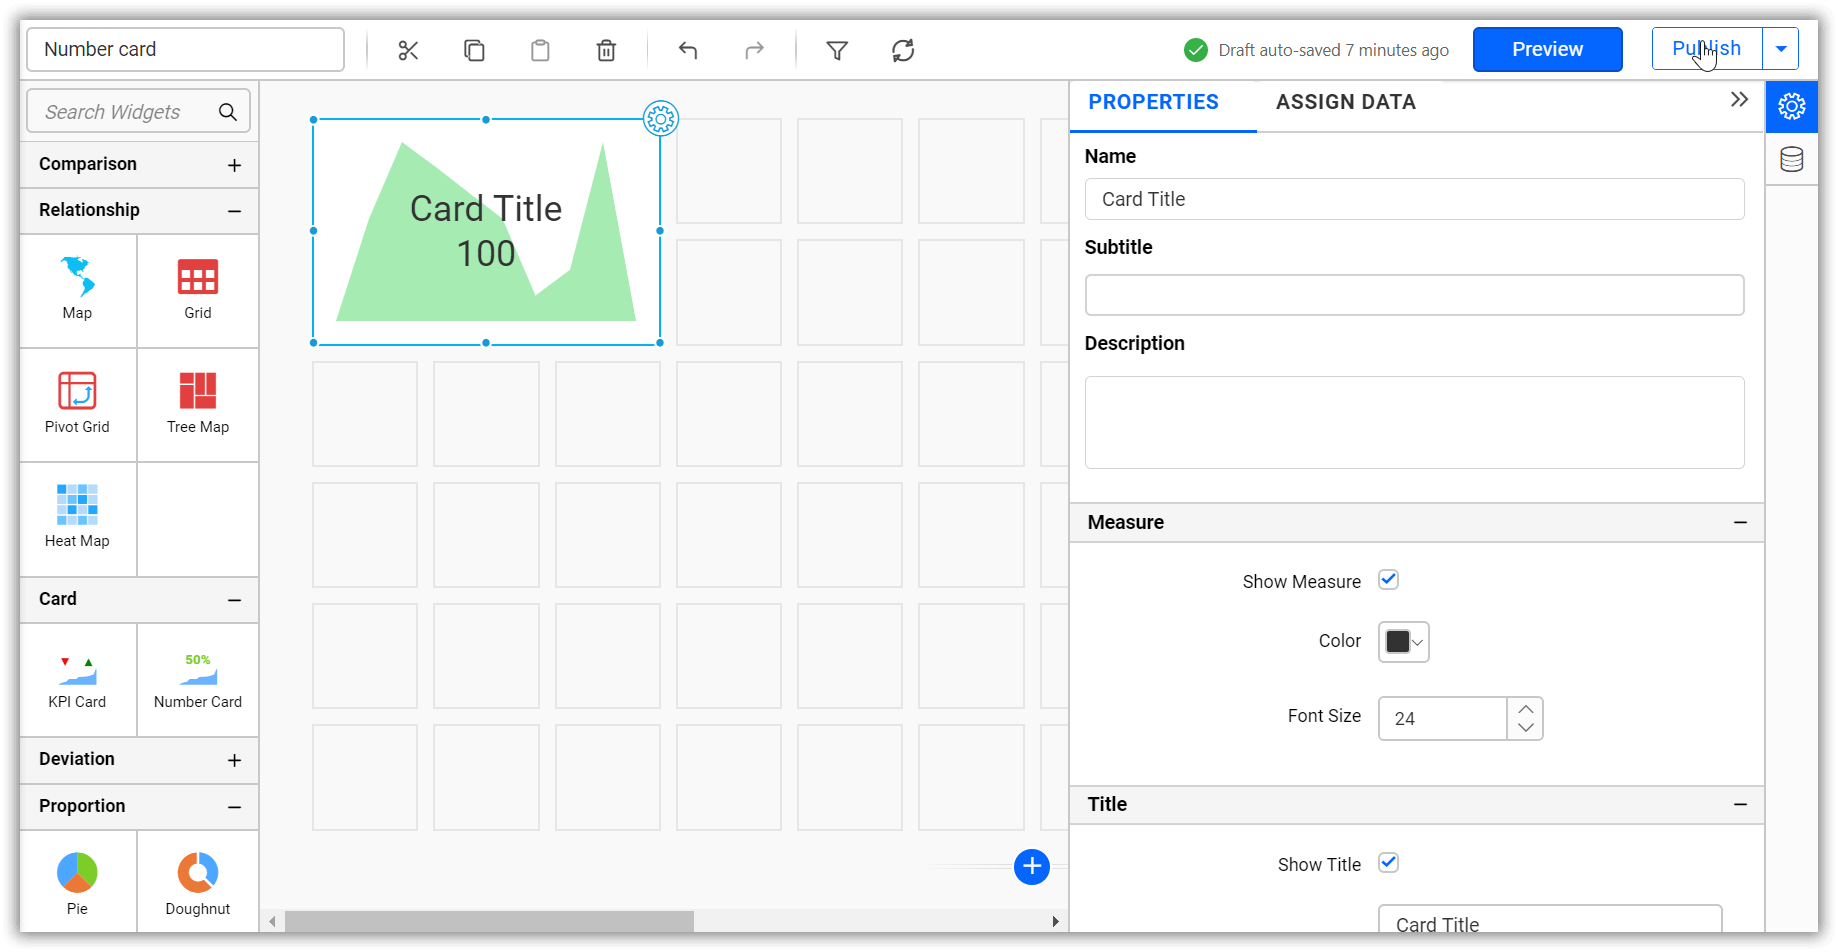 Number card
Draft auto-saved 7 minutes ago
Preview
Publish
Search Widgets
Comparison
Relationship
Map
Grid
Pivot Grid
Tree Map
Heat Map
Card
KPI Card
50%
Number Card
Deviation
Proportion
Pie
Doughnut
Card Title
100
PROPERTIES
ASSIGN DATA
Name
Card Title
Subtitle
Description
Measure
Show Measure
Color
Font Size
24
Title
Show Title
Card Title